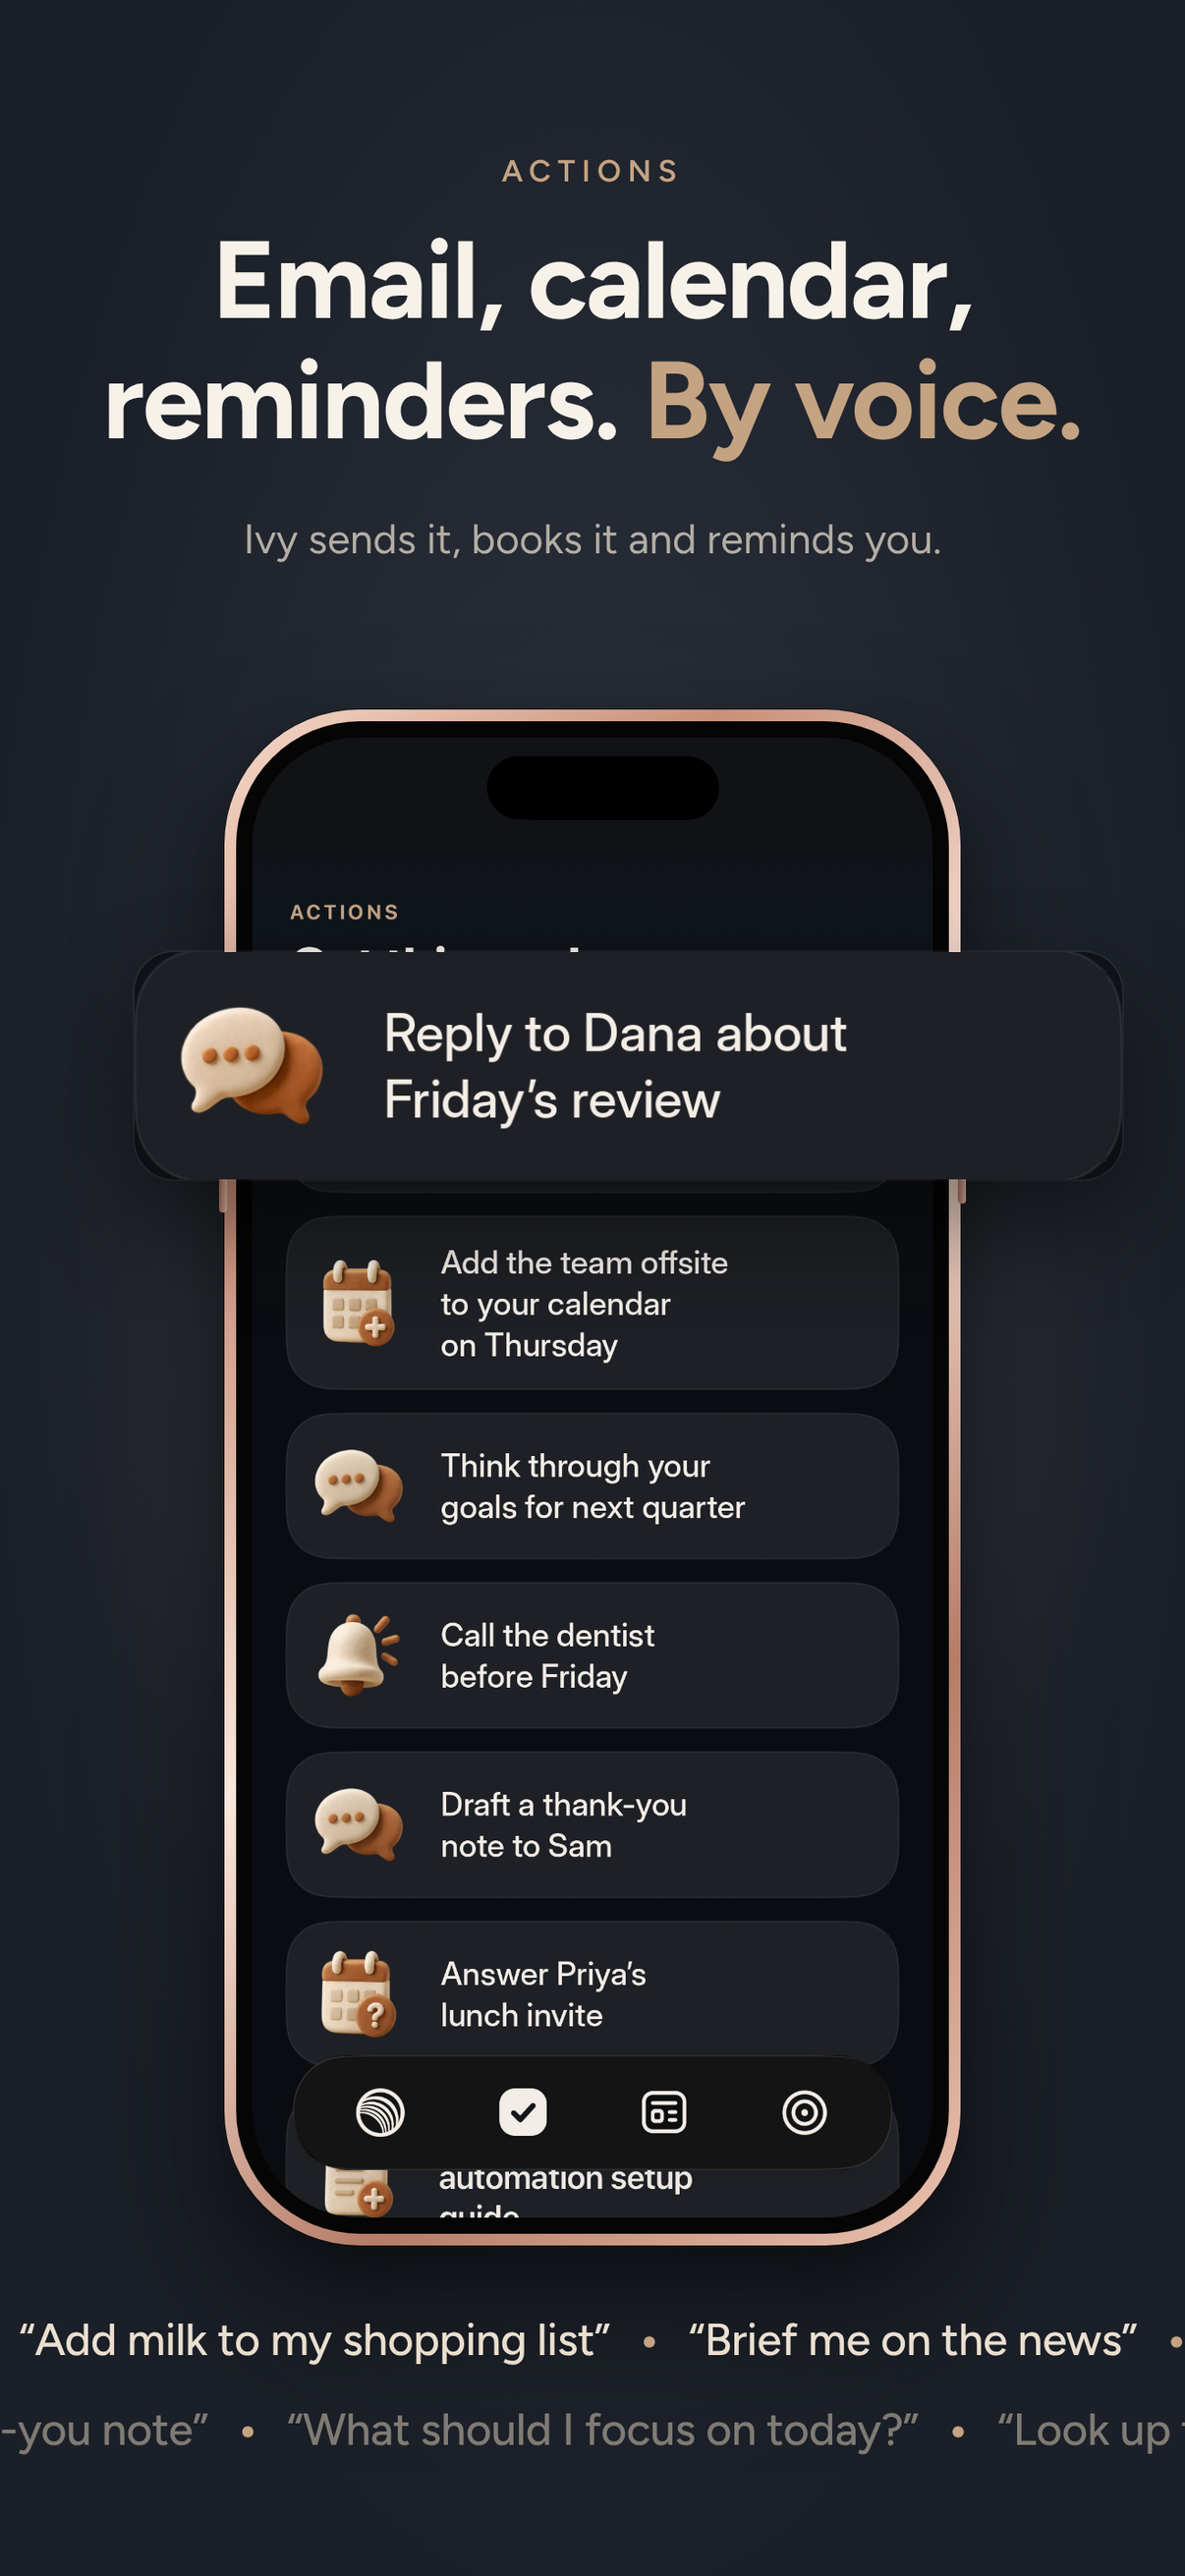 ACTIONS
Email, calendar,
reminders. By voice.
Ivy sends it, books it and reminds you.
ACTIONS
Reply to Dana about
Friday’s review
Add the team offsite
to your calendar
on Thursday
Think through your
goals for next quarter
Call the dentist
before Friday
Draft a thank-you
note to Sam
Answer Priya’s
lunch invite
automation setup
guide
“Add milk to my shopping list” • “Brief me on the news” •
-you note” • “What should I focus on today?” • “Look up